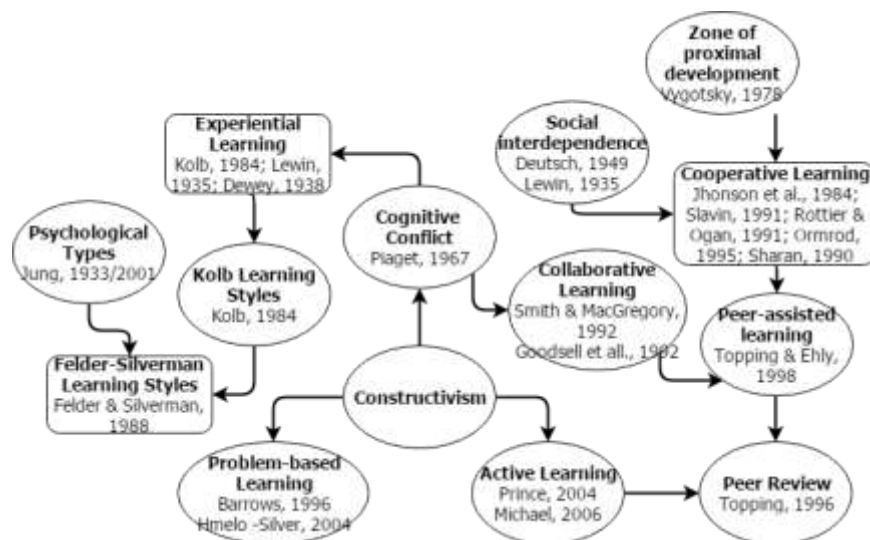 Zone of
proximal
development
Vygotsky, 1978
Experiential
Learning
Kolb, 1984; Lewin,
1935; Dewey, 1938
Social
interdependence
Deutsch, 1949
Lewin, 1935
Cooperative Learning
Jhonson et al., 1984;
Slavin, 1991; Rottier &
Ogan, 1991; Ormrod,
1995; Sharan, 1990
Psychological
Types
Jung, 1933/2001
Cognitive
Conflict
Piaget, 1967
Kolb Learning
Styles
Kolb, 1984
Collaborative
Learning
Smith & MacGregory,
1992
Goodsell et all., 1992
Peer-assisted
learning
Topping & Ehly,
1998
Felder-Silverman
Learning Styles
Felder & Silverman,
1988
Constructivism
Problem-based
Learning
Barrows, 1996
Hmelo -Silver, 2004
Active Learning
Prince, 2004
Michael, 2006
Peer Review
Topping, 1996